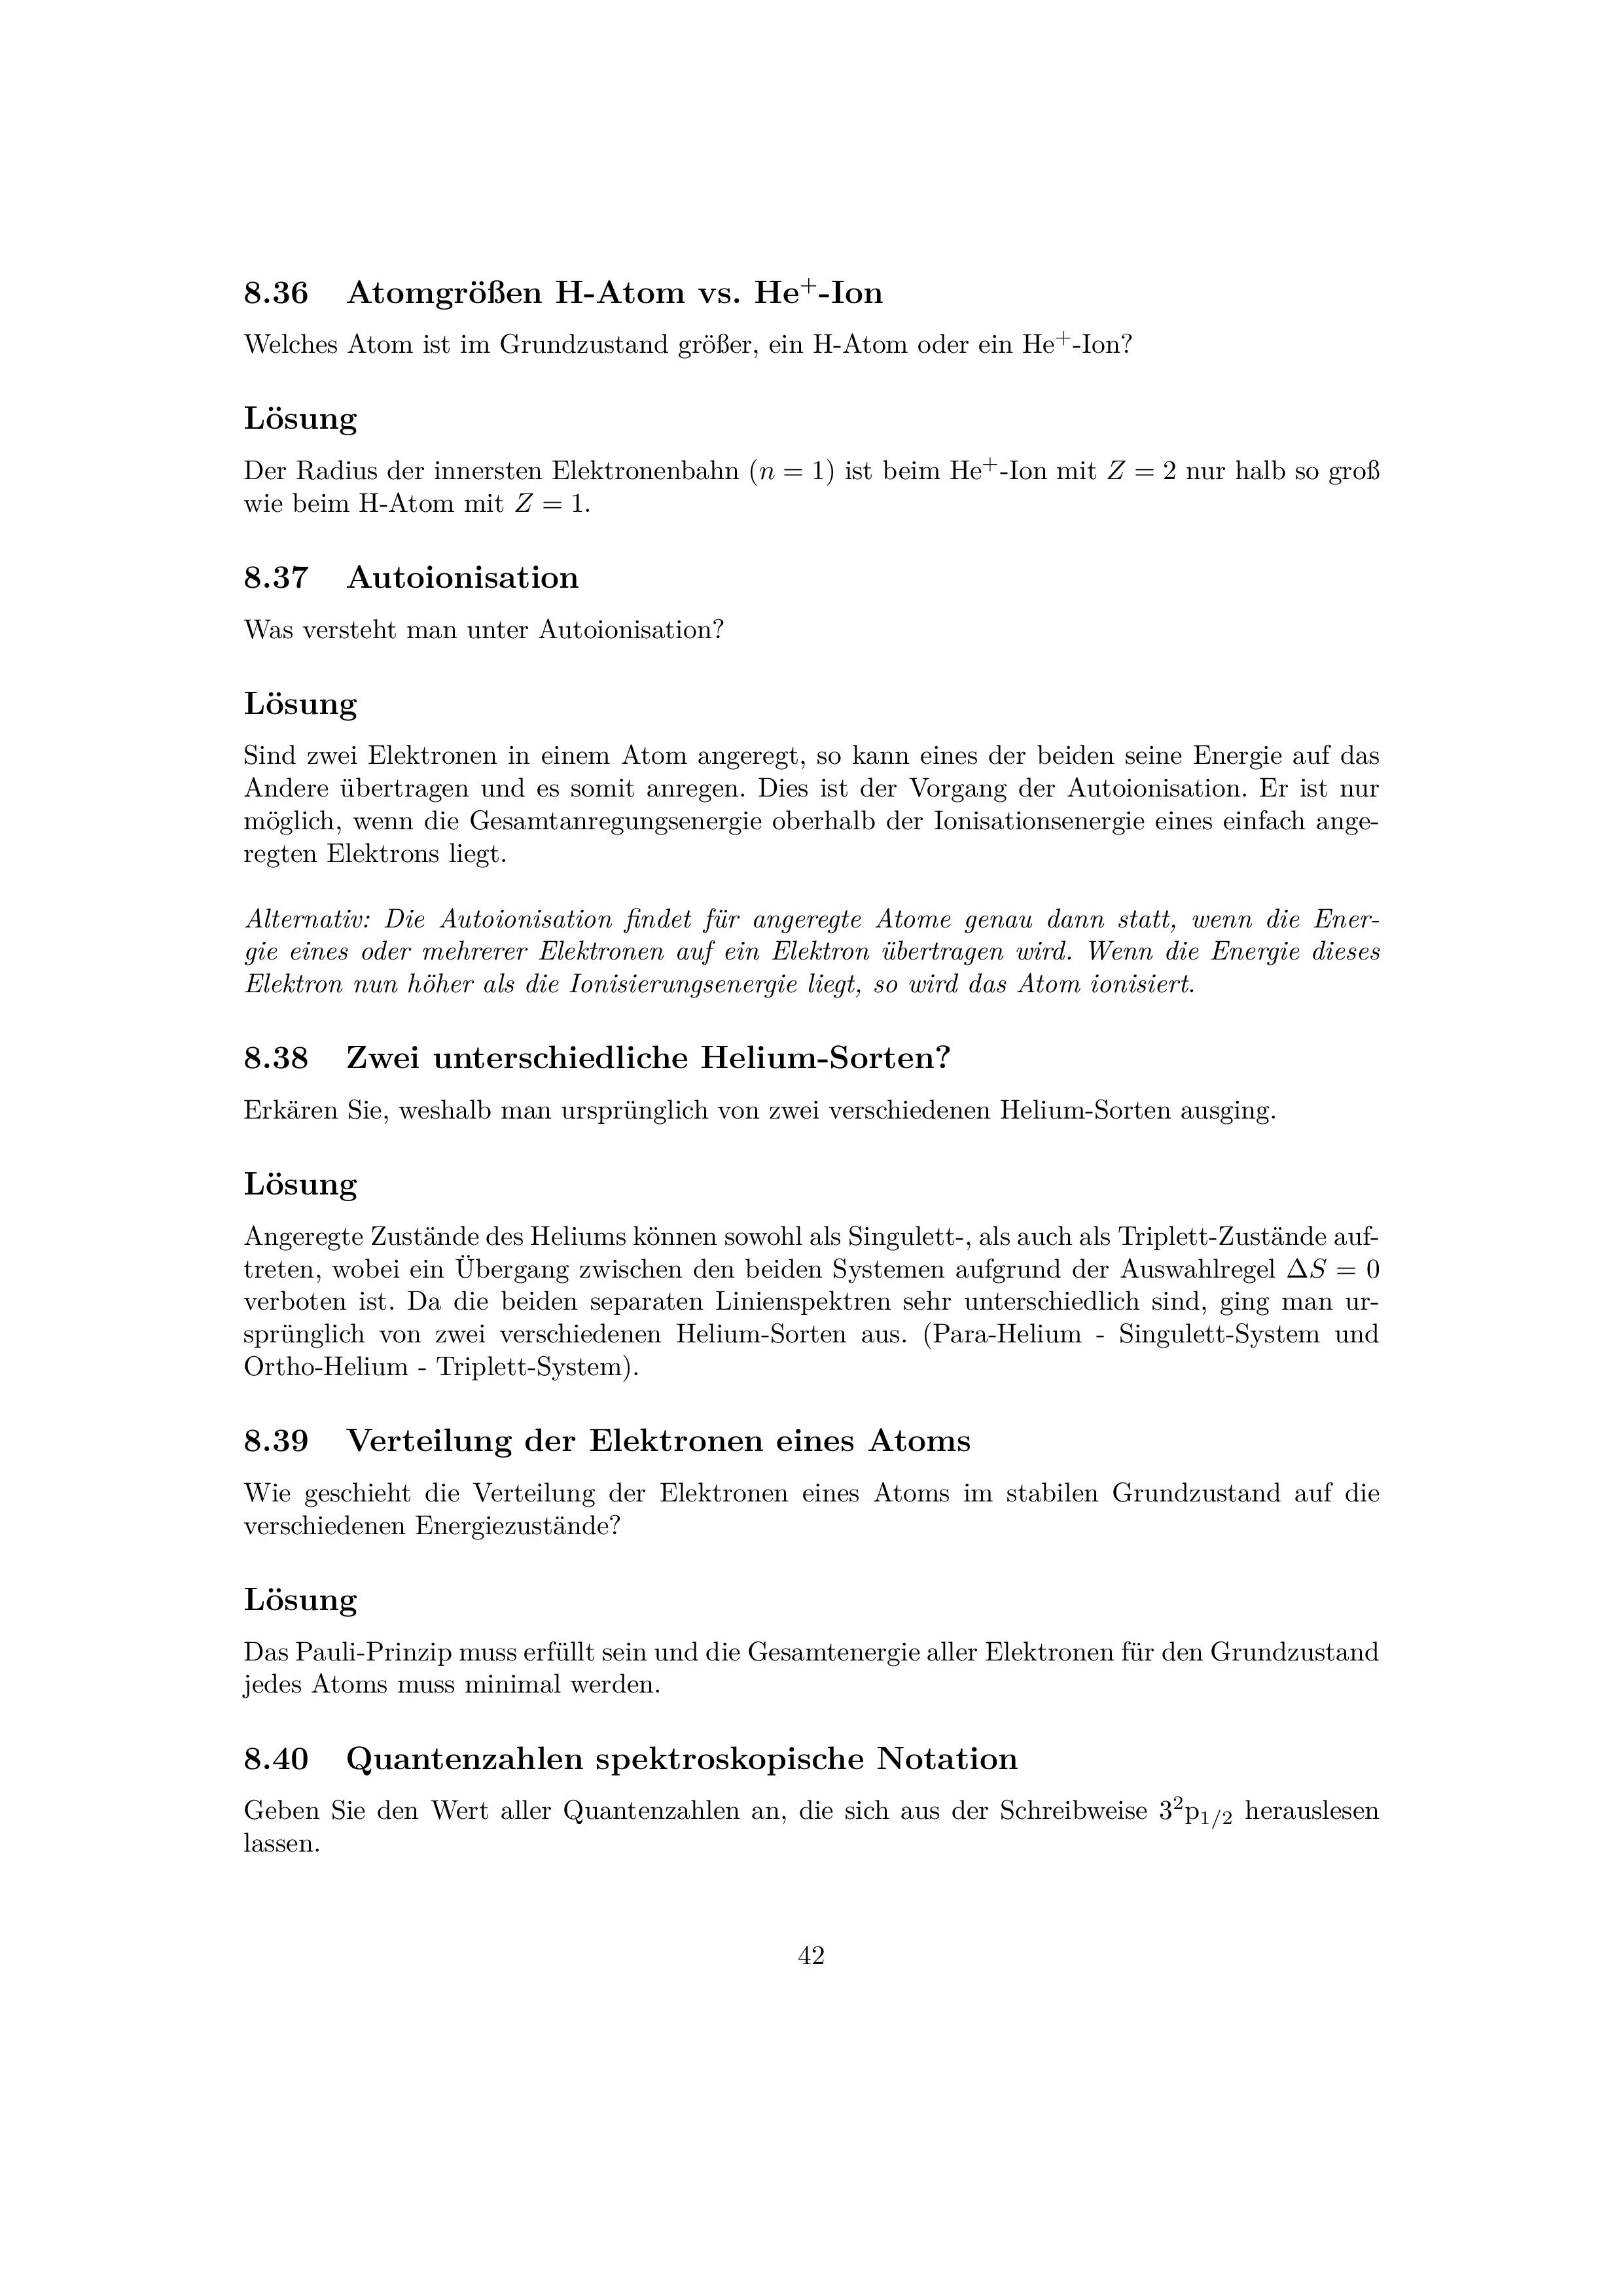 8.36 Atomgrößen H-Atom vs. He⁺-Ion
Welches Atom ist im Grundzustand größer, ein H-Atom oder ein He⁺-Ion?
Lösung
Der Radius der innersten Elektronenbahn (n = 1) ist beim He⁺-Ion mit Z = 2 nur halb so groß
wie beim H-Atom mit Z = 1.
8.37 Autoionisation
Was versteht man unter Autoionisation?
Lösung
Sind zwei Elektronen in einem Atom angeregt, so kann eines der beiden seine Energie auf das
Andere übertragen und es somit anregen. Dies ist der Vorgang der Autoionisation. Er ist nur
möglich, wenn die Gesamtanregungsenergie oberhalb der Ionisationsenergie eines einfach ange-
regten Elektrons liegt.
Alternativ: Die Autoionisation findet für angeregte Atome genau dann statt, wenn die Ener-
gie eines oder mehrerer Elektronen auf ein Elektron übertragen wird. Wenn die Energie dieses
Elektron nun höher als die Ionisierungsenergie liegt, so wird das Atom ionisiert.
8.38 Zwei unterschiedliche Helium-Sorten?
Erkären Sie, weshalb man ursprünglich von zwei verschiedenen Helium-Sorten ausging.
Lösung
Angeregte Zustände des Heliums können sowohl als Singulett-, als auch als Triplett-Zustände auf-
treten, wobei ein Übergang zwischen den beiden Systemen aufgrund der Auswahlregel ΔS = 0
verboten ist. Da die beiden separaten Linienspektren sehr unterschiedlich sind, ging man ur-
sprünglich von zwei verschiedenen Helium-Sorten aus. (Para-Helium - Singulett-System und
Ortho-Helium - Triplett-System).
8.39 Verteilung der Elektronen eines Atoms
Wie geschieht die Verteilung der Elektronen eines Atoms im stabilen Grundzustand auf die
verschiedenen Energiezustände?
Lösung
Das Pauli-Prinzip muss erfüllt sein und die Gesamtenergie aller Elektronen für den Grundzustand
jedes Atoms muss minimal werden.
8.40 Quantenzahlen spektroskopische Notation
Geben Sie den Wert aller Quantenzahlen an, die sich aus der Schreibweise 3²p₁/₂ herauslesen
lassen.
42